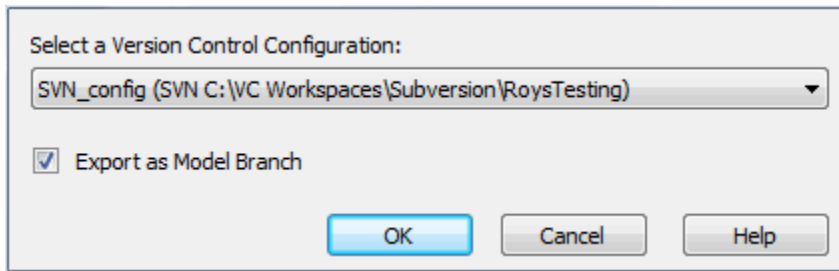 Select a Version Control Configuration:
SVN_config (SVN C:\VC Workspaces\Subversion\RoysTesting)
Export as Model Branch
OK Cancel Help